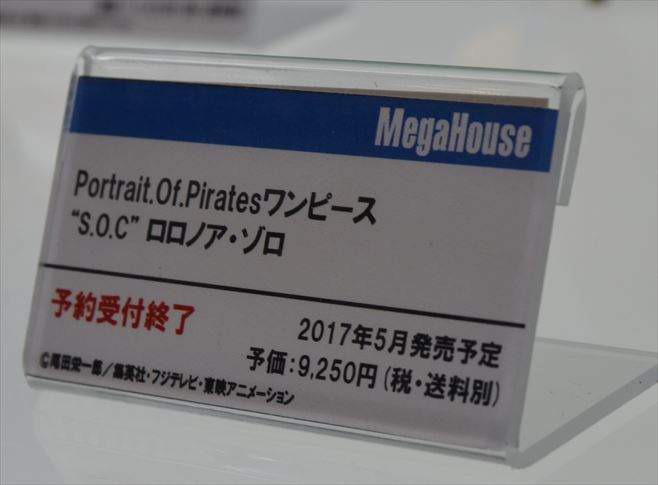 MegaHouse
Portrait.Of.Piratesワンピース
“S.O.C” ロロノア・ゾロ
予約受付終了
2017年5月発売予定
予価:9,250円(税・送料別)
©尾田栄一郎/集英社・フジテレビ・東映アニメーション